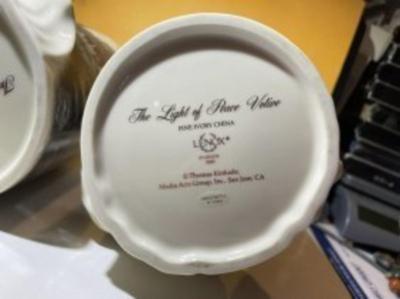 The Light of Peace Votive
FINE IVORY CHINA
LENOX®
© Thomas Kinkade,
Media Arts Group, Inc., San Jose, CA